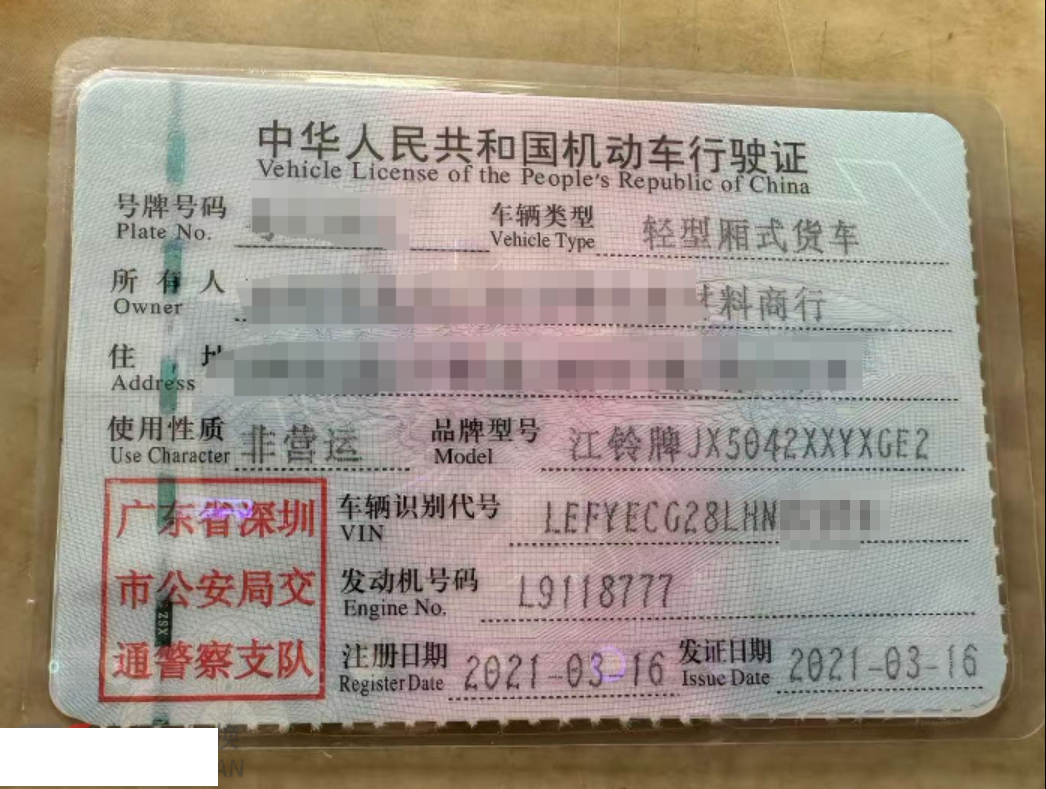 中华人民共和国机动车行驶证
Vehicle License of the People's Republic of China
号牌号码
Plate No.
车辆类型 轻型厢式货车
Vehicle Type
所有人 料商行
Owner
住址
Address
使用性质 非营运
Use Character
品牌型号 江铃牌JX5042XXYXGE2
Model
广东省深圳
市公安局交
通警察支队
车辆识别代号 LEFYECG28LHN
VIN
发动机号码 L9118777
Engine No.
注册日期 2021-03-16
Register Date
发证日期 2021-03-16
Issue Date
XSZ
AN